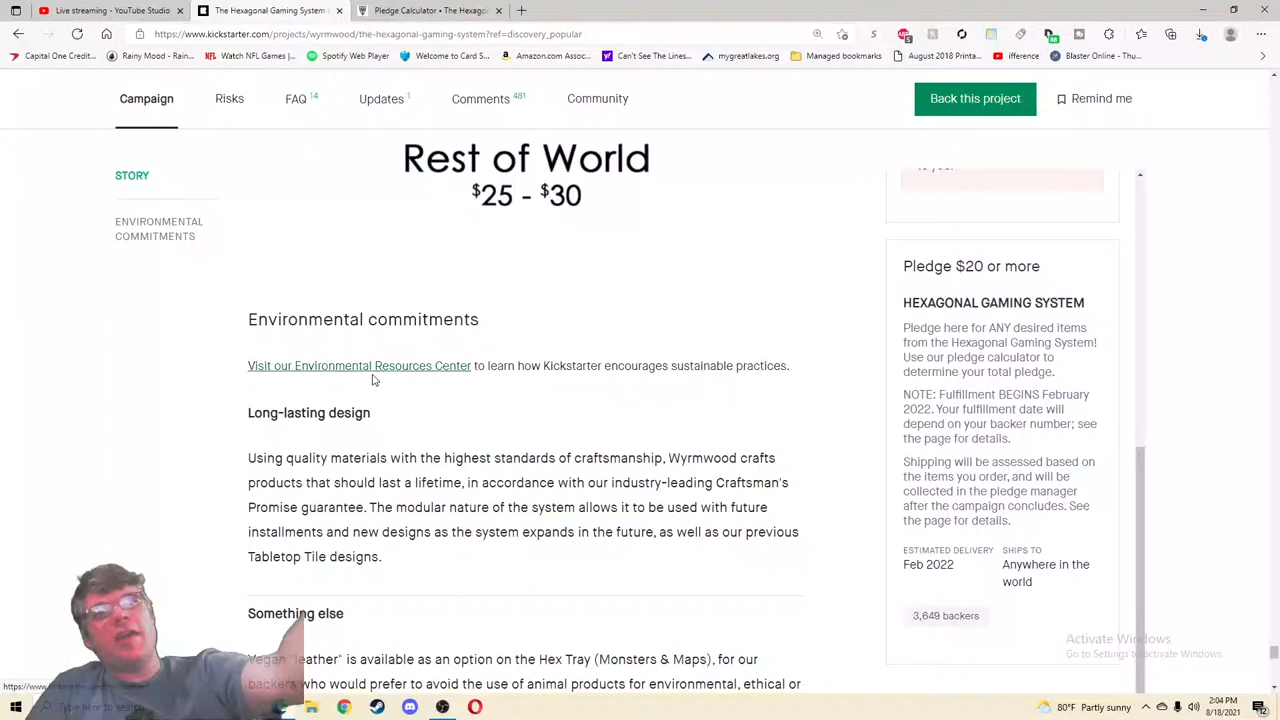 Live streaming - YouTube Studio
The Hexagonal Gaming System
Pledge Calculator • The Hexago
https://www.kickstarter.com/projects/wyrmwood/the-hexagonal-gaming-system?ref=discovery_popular
Capital One Credit...
Rainy Mood • Rain...
Watch NFL Games |...
Spotify Web Player
Welcome to Card S...
Amazon.com Assoc...
Can't See The Lines...
mygreatlakes.org
Managed bookmarks
August 2018 Printa...
ifference
Blaster Online - Thu...
Campaign
Risks
FAQ 14
Updates 1
Comments 481
Community
Back this project
Remind me
Rest of World
$25 - $30
STORY
ENVIRONMENTAL
COMMITMENTS
Environmental commitments
Visit our Environmental Resources Center to learn how Kickstarter encourages sustainable practices.
Long-lasting design
Using quality materials with the highest standards of craftsmanship, Wyrmwood crafts
products that should last a lifetime, in accordance with our industry-leading Craftsman's
Promise guarantee. The modular nature of the system allows it to be used with future
installments and new designs as the system expands in the future, as well as our previous
Tabletop Tile designs.
Something else
Vegan "leather" is available as an option on the Hex Tray (Monsters & Maps), for our
backers who would prefer to avoid the use of animal products for environmental, ethical or
to your
Pledge $20 or more
HEXAGONAL GAMING SYSTEM
Pledge here for ANY desired items
from the Hexagonal Gaming System!
Use our pledge calculator to
determine your total pledge.
NOTE: Fulfillment BEGINS February
2022. Your fulfillment date will
depend on your backer number; see
the page for details.
Shipping will be assessed based on
the items you order, and will be
collected in the pledge manager
after the campaign concludes. See
the page for details.
ESTIMATED DELIVERY
Feb 2022
SHIPS TO
Anywhere in the
world
3,649 backers
Activate Windows
Go to Settings to activate Windows.
Type here to search
80°F Partly sunny
2:04 PM
8/18/2021